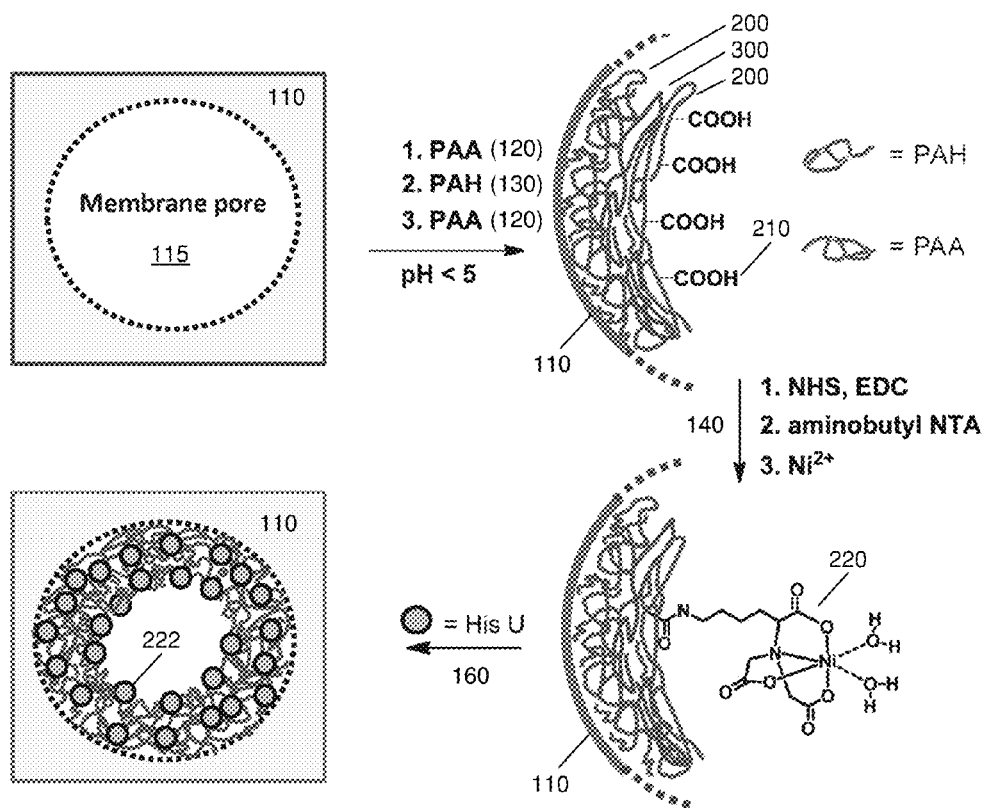 110
Membrane pore
115
1. PAA (120)
2. PAH (130)
3. PAA (120)
pH < 5
200
300
200
COOH
COOH
COOH
COOH
210
110
= PAH
= PAA
140
1. NHS, EDC
2. aminobutyl NTA
3. Ni2+
110
222
= His U
160
220
O
N
O
O
H
O
H
N
Ni
O
O
O
O
H
O
H
110